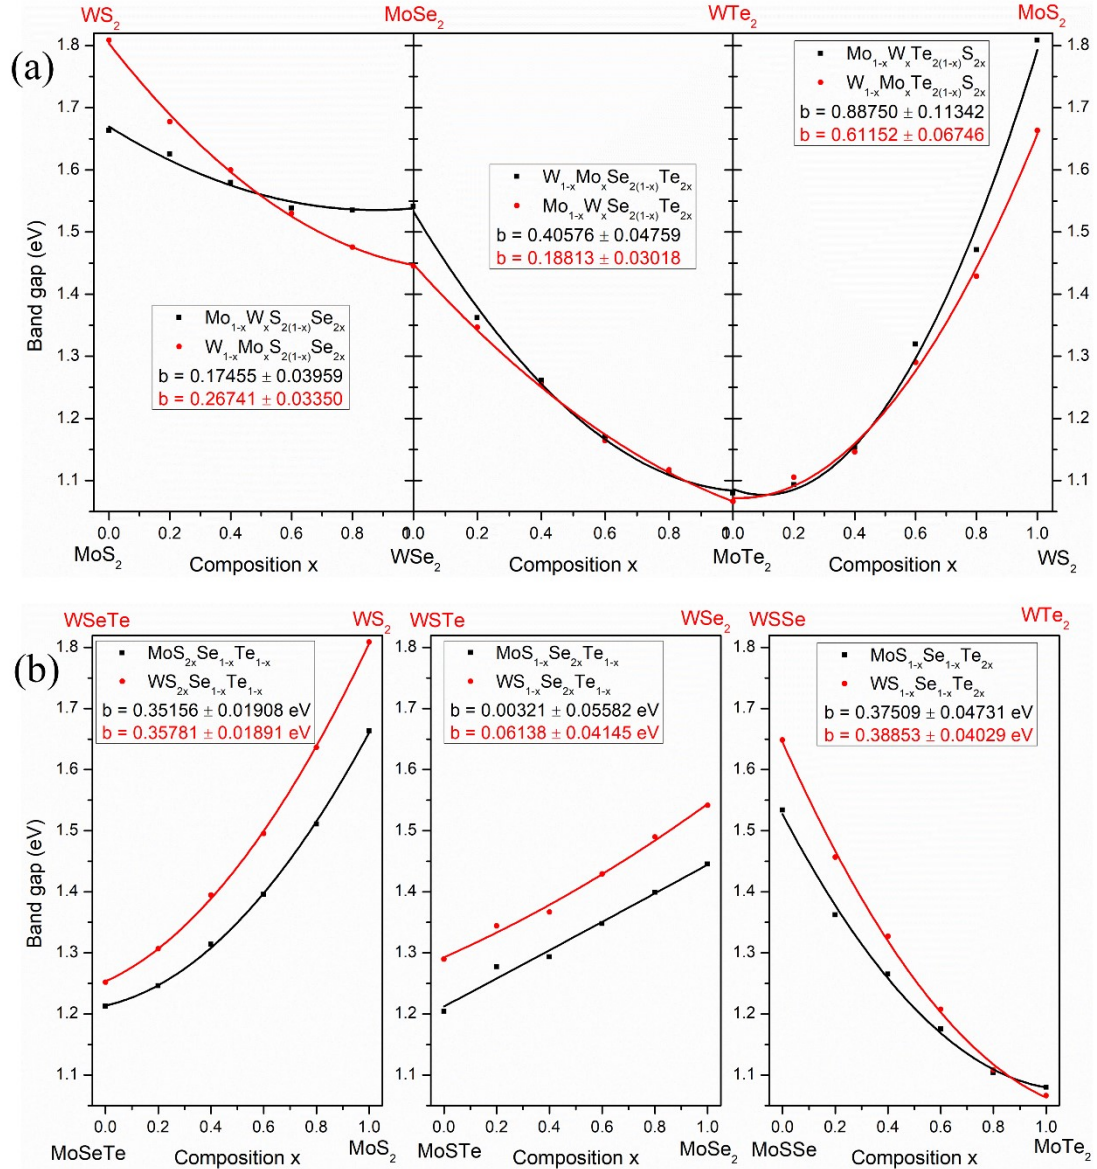 WS2 MoSe2 WTe2 MoS2
(a)
1.8 1.8
1.7 1.7
1.6 1.6
1.5 1.5
1.4 1.4
1.3 1.3
1.2 1.2
1.1 1.1
Band gap (eV)
Mo1-xWxS2(1-x)Se2x
W1-xMoxS2(1-x)Se2x
b = 0.17455 ± 0.03959
b = 0.26741 ± 0.03350
W1-xMoxSe2(1-x)Te2x
Mo1-xWxSe2(1-x)Te2x
b = 0.40576 ± 0.04759
b = 0.18813 ± 0.03018
Mo1-xWxTe2(1-x)S2x
W1-xMoxTe2(1-x)S2x
b = 0.88750 ± 0.11342
b = 0.61152 ± 0.06746
0.0 0.2 0.4 0.6 0.8 0.2 0.4 0.6 0.8 0.2 0.4 0.6 0.8 1.0
MoS2 Composition x WSe2 Composition x MoTe2 Composition x WS2
WSeTe WS2 WSTe WSe2 WSSe WTe2
(b)
1.8
1.7
1.6
1.5
1.4
1.3
1.2
1.1
Band gap (eV)
MoS2xSe1-xTe1-x
WS2xSe1-xTe1-x
b = 0.35156 ± 0.01908 eV
b = 0.35781 ± 0.01891 eV
MoS1-xSe2xTe1-x
WS1-xSe2xTe1-x
b = 0.00321 ± 0.05582 eV
b = 0.06138 ± 0.04145 eV
MoS1-xSe1-xTe2x
WS1-xSe1-xTe2x
b = 0.37509 ± 0.04731 eV
b = 0.38853 ± 0.04029 eV
0.0 0.2 0.4 0.6 0.8 1.0 0.0 0.2 0.4 0.6 0.8 1.0 0.0 0.2 0.4 0.6 0.8 1.0
MoSeTe Composition x MoS2 MoSTe Composition x MoSe2 MoSSe Composition x MoTe2